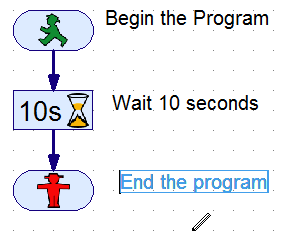 Begin the Program
10s
Wait 10 seconds
End the program